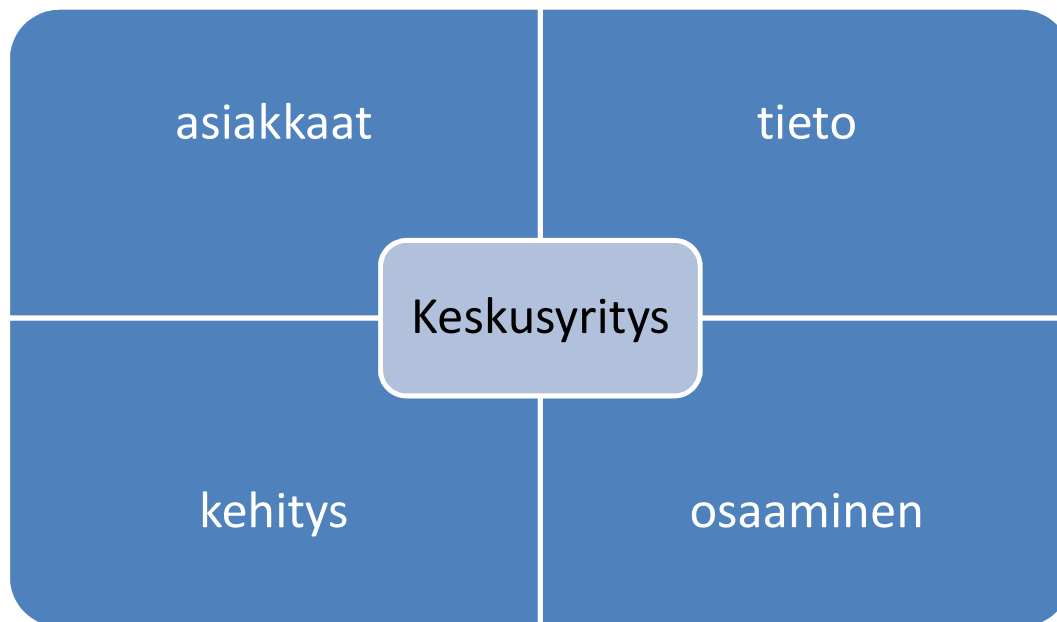 asiakkaat
tieto
Keskusyritys
kehitys
osaaminen